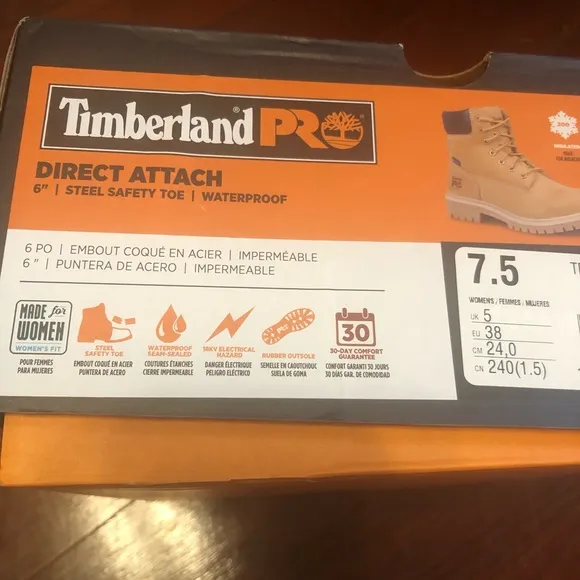 Timberland® PRO
DIRECT ATTACH
6" | STEEL SAFETY TOE | WATERPROOF
6 PO | EMBOUT COQUÉ EN ACIER | IMPERMÉABLE
6 " | PUNTERA DE ACERO | IMPERMEABLE
MADE for
WOMEN
WOMEN'S FIT
POUR FEMMES
PARA MUJERES
STEEL
SAFETY TOE
EMBOUT COQUÉ EN ACIER
PUNTERA DE ACERO
WATERPROOF
SEAM-SEALED
COUTURES ÉTANCHES
CIERRE IMPERMEABLE
18KV ELECTRICAL
HAZARD
DANGER ÉLECTRIQUE
PELIGRO ELÉCTRICO
RUBBER OUTSOLE
SEMELLE EN CAOUTCHOUC
SUELA DE GOMA
30
30-DAY COMFORT
GUARANTEE
CONFORT GARANTI 30 JOURS
30 DÍAS GAR. DE COMODIDAD
200
7.5
WOMEN'S / FEMMES / MUJERES
UK 5
EU 38
CM 24,0
CN 240(1.5)